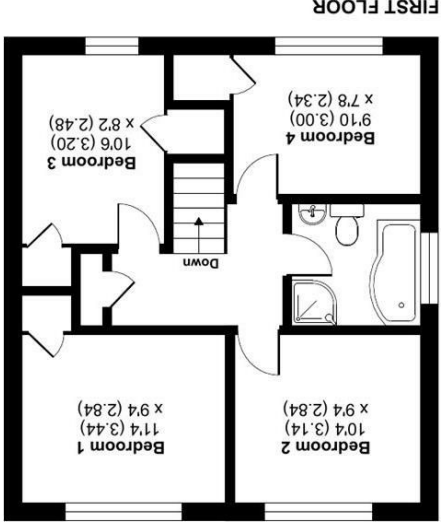 FIRST FLOOR
Bedroom 4
9'10 (3.00)
x 7'8 (2.34)
Bedroom 3
10'6 (3.20)
x 8'2 (2.48)
Down
Bedroom 2
10'4 (3.14)
x 9'4 (2.84)
Bedroom 1
11'4 (3.44)
x 9'4 (2.84)